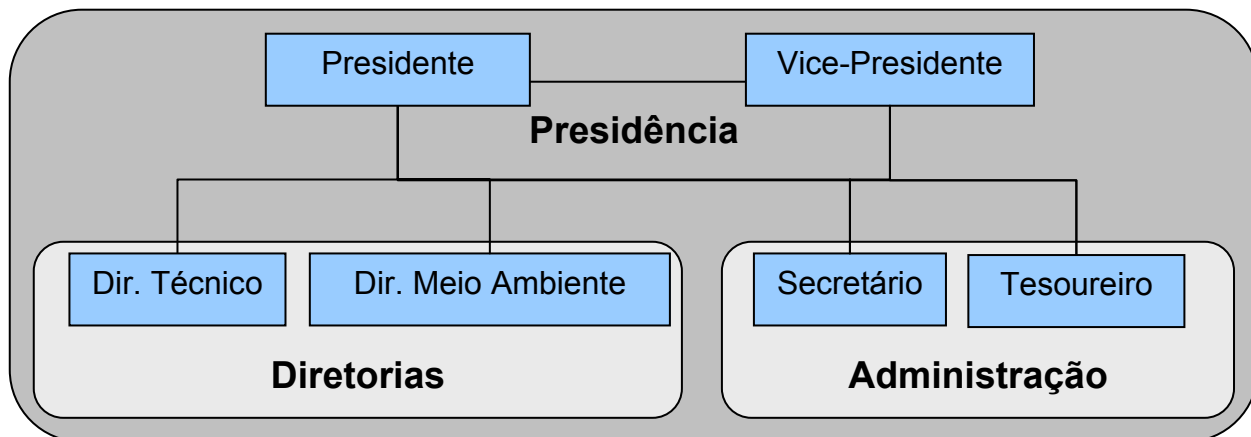 Presidente
Vice-Presidente
Presidência
Dir. Técnico
Dir. Meio Ambiente
Secretário
Tesoureiro
Diretorias
Administração